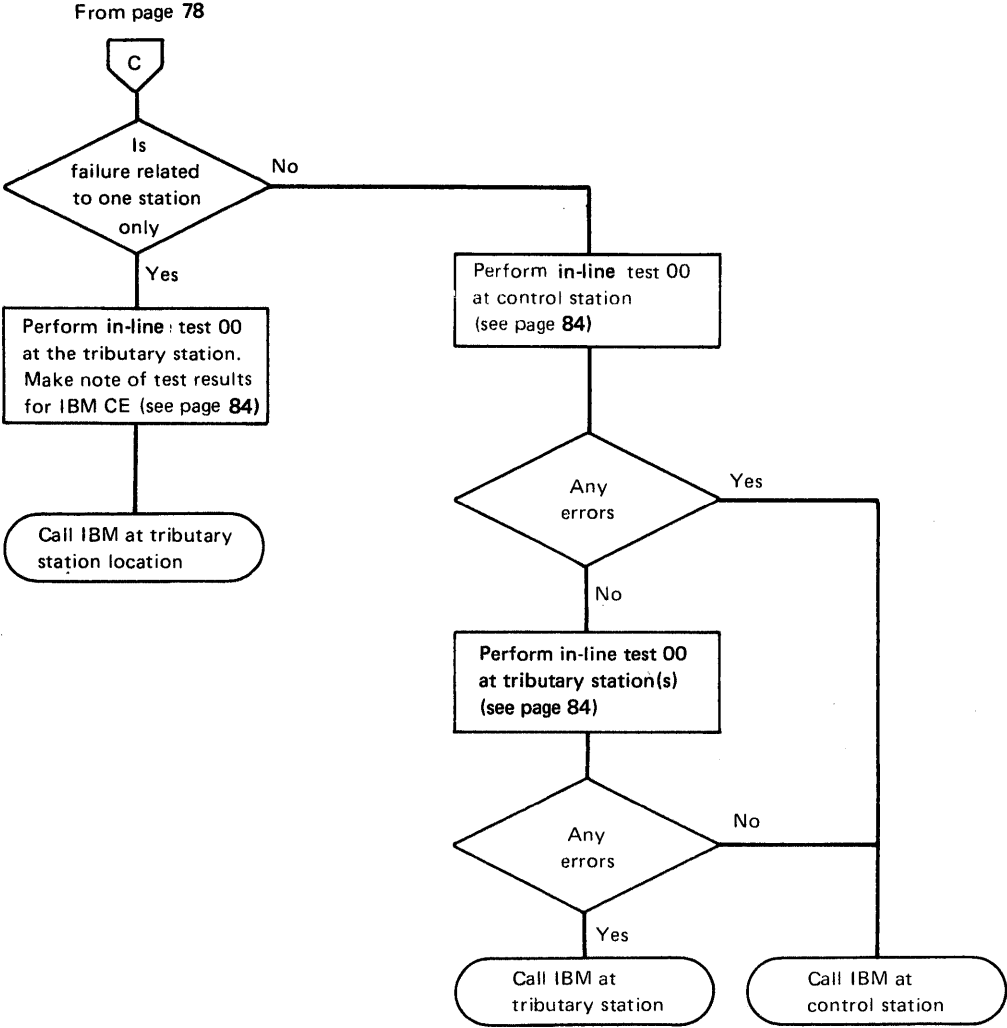 From page 78
C
Is
failure related
to one station
only
No
Yes
Perform in-line test 00
at the tributary station.
Make note of test results
for IBM CE (see page 84)
Call IBM at tributary
station location
Perform in-line test 00
at control station
(see page 84)
Any
errors
Yes
No
Perform in-line test 00
at tributary station(s)
(see page 84)
Any
errors
No
Yes
Call IBM at
tributary station
Call IBM at
control station